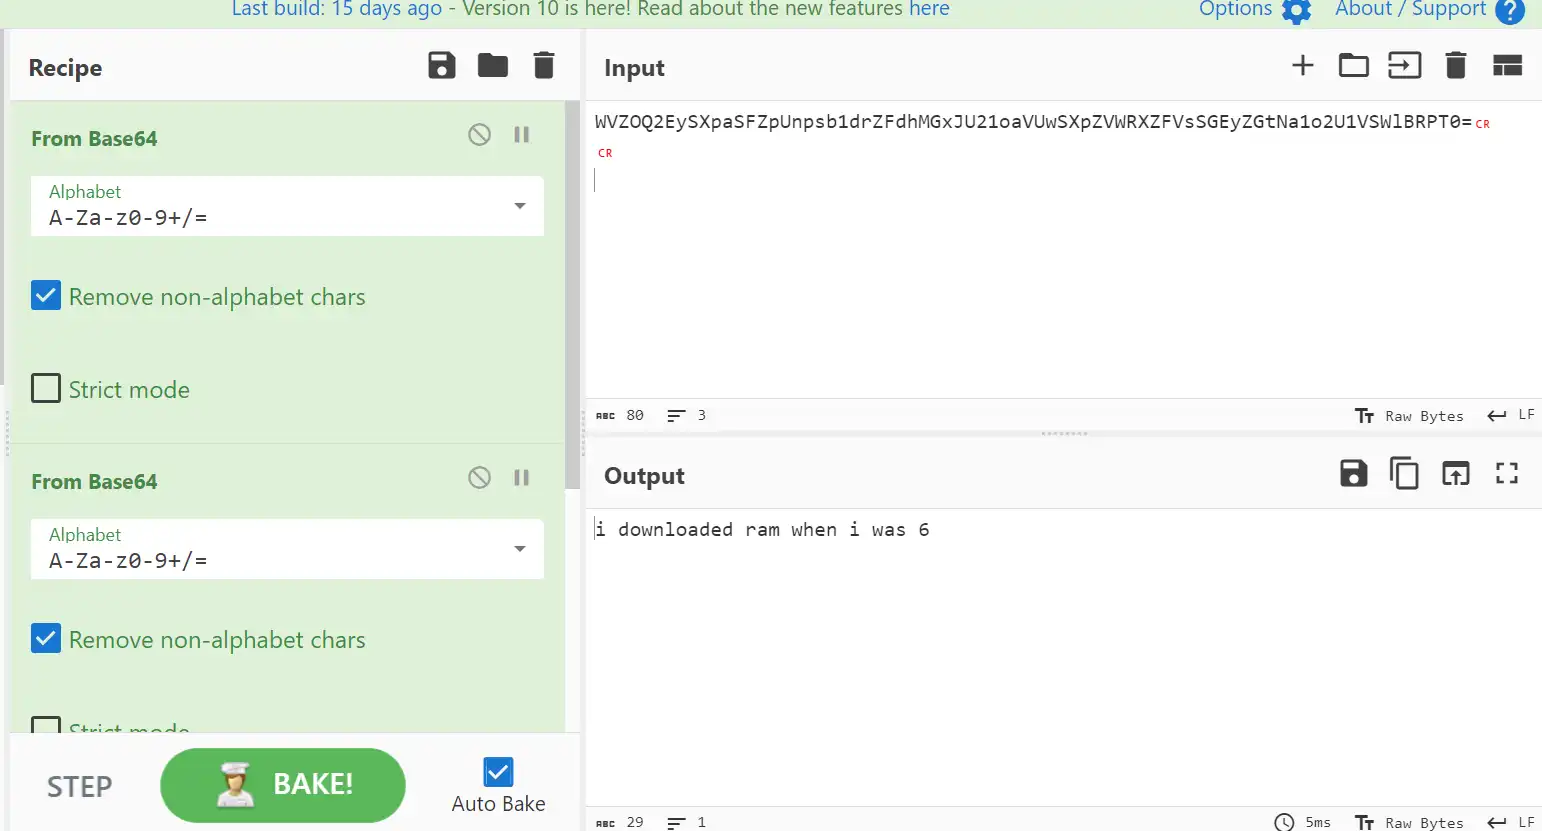 Last build: 15 days ago - Version 10 is here! Read about the new features here
Options
About / Support
Recipe
From Base64
Alphabet
A-Za-z0-9+/=
Remove non-alphabet chars
Strict mode
From Base64
Alphabet
A-Za-z0-9+/=
Remove non-alphabet chars
Strict mode
STEP
BAKE!
Auto Bake
Input
WVZOQ2EySXpaSFZpUnpsb1drZFdhMGxJU21oaVUwSXpZVWRXZFVsSGEyZGtNa1o2U1VSWlBRPT0=CR
CR
ABC 80 3
Raw Bytes LF
Output
i downloaded ram when i was 6
ABC 29 1
5ms Raw Bytes LF